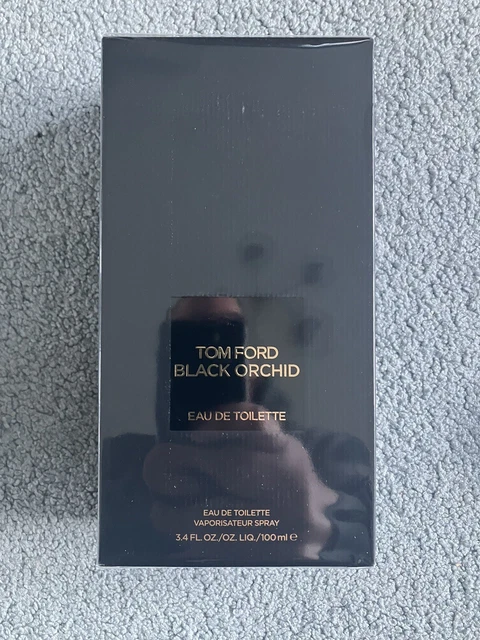 TOM FORD
BLACK ORCHID
EAU DE TOILETTE
EAU DE TOILETTE
VAPORISATEUR SPRAY
3.4 FL. OZ./OZ. LIQ./100 ml ℮